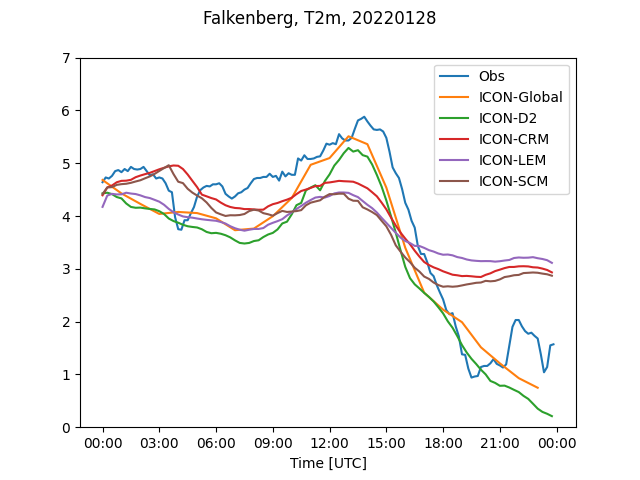 Falkenberg, T2m, 20220128
7
6
5
4
3
2
1
0
Obs
ICON-Global
ICON-D2
ICON-CRM
ICON-LEM
ICON-SCM
00:00 03:00 06:00 09:00 12:00 15:00 18:00 21:00 00:00
Time [UTC]